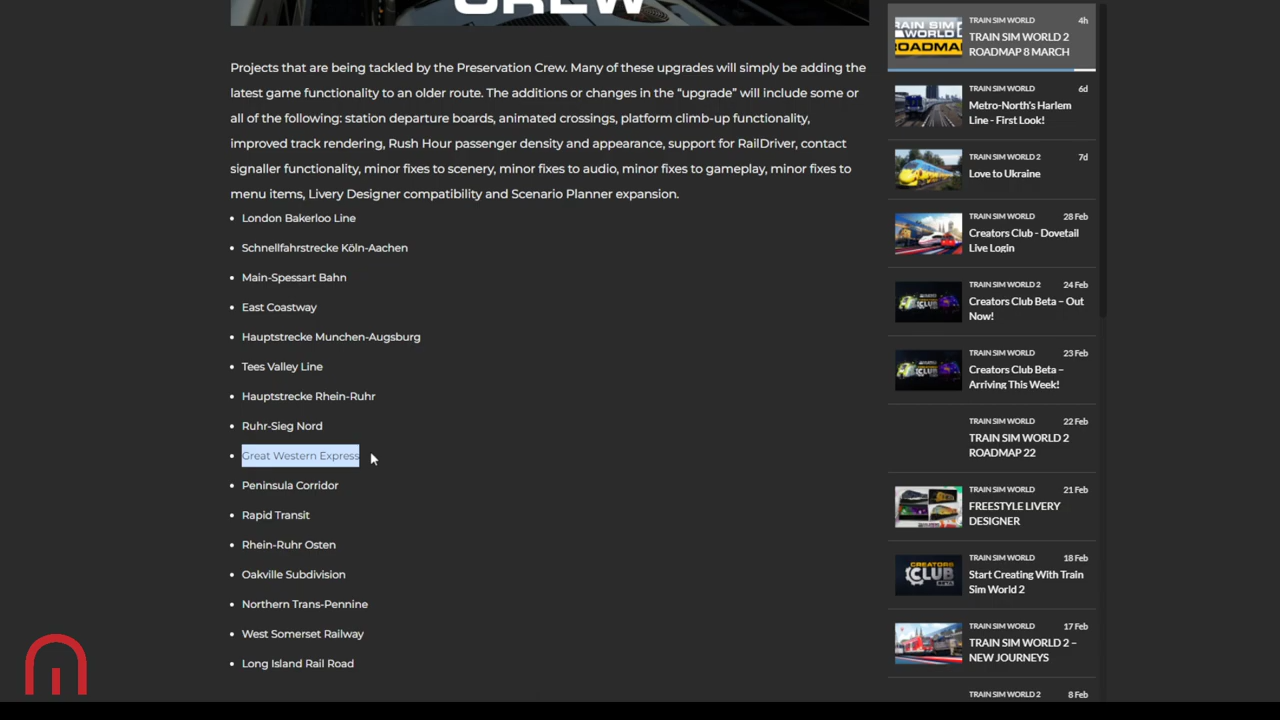 CREW
Projects that are being tackled by the Preservation Crew. Many of these upgrades will simply be adding the
latest game functionality to an older route. The additions or changes in the “upgrade” will include some or
all of the following: station departure boards, animated crossings, platform climb-up functionality,
improved track rendering, Rush Hour passenger density and appearance, support for RailDriver, contact
signaller functionality, minor fixes to scenery, minor fixes to audio, minor fixes to gameplay, minor fixes to
menu items, Livery Designer compatibility and Scenario Planner expansion.
London Bakerloo Line
Schnellfahrstrecke Köln-Aachen
Main-Spessart Bahn
East Coastway
Hauptstrecke Munchen-Augsburg
Tees Valley Line
Hauptstrecke Rhein-Ruhr
Ruhr-Sieg Nord
Great Western Express
Peninsula Corridor
Rapid Transit
Rhein-Ruhr Osten
Oakville Subdivision
Northern Trans-Pennine
West Somerset Railway
Long Island Rail Road
TRAIN SIM
WORLD
ROADMAP
TRAIN SIM WORLD 4h
TRAIN SIM WORLD 2
ROADMAP 8 MARCH
TRAIN SIM WORLD 6d
Metro-North's Harlem
Line - First Look!
TRAIN SIM WORLD 2 7d
Love to Ukraine
TRAIN SIM WORLD 28 Feb
Creators Club - Dovetail
Live Login
TRAIN SIM WORLD 2 24 Feb
Creators Club Beta – Out
Now!
TRAIN SIM WORLD 23 Feb
Creators Club Beta –
Arriving This Week!
TRAIN SIM WORLD 22 Feb
TRAIN SIM WORLD 2
ROADMAP 22
TRAIN SIM WORLD 21 Feb
FREESTYLE LIVERY
DESIGNER
CREATORS
CLUB
TRAIN SIM WORLD 18 Feb
Start Creating With Train
Sim World 2
TRAIN SIM WORLD 17 Feb
TRAIN SIM WORLD 2 –
NEW JOURNEYS
TRAIN SIM WORLD 2 8 Feb